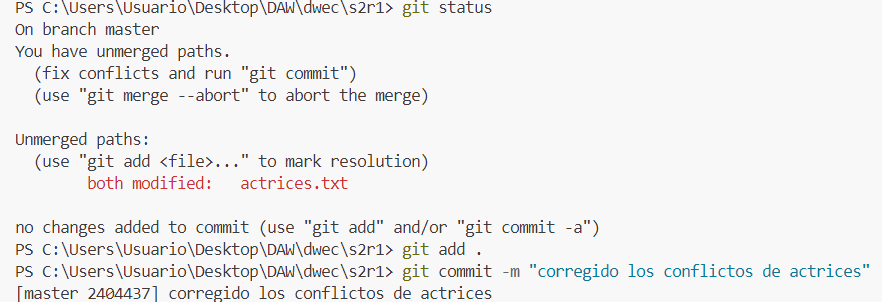 PS C:\Users\Usuario\Desktop\DAW\dwec\s2r1> git status
On branch master
You have unmerged paths.
  (fix conflicts and run "git commit")
  (use "git merge --abort" to abort the merge)

Unmerged paths:
  (use "git add <file>..." to mark resolution)
        both modified:   actrices.txt

no changes added to commit (use "git add" and/or "git commit -a")
PS C:\Users\Usuario\Desktop\DAW\dwec\s2r1> git add .
PS C:\Users\Usuario\Desktop\DAW\dwec\s2r1> git commit -m "corregido los conflictos de actrices"
[master 2404437] corregido los conflictos de actrices